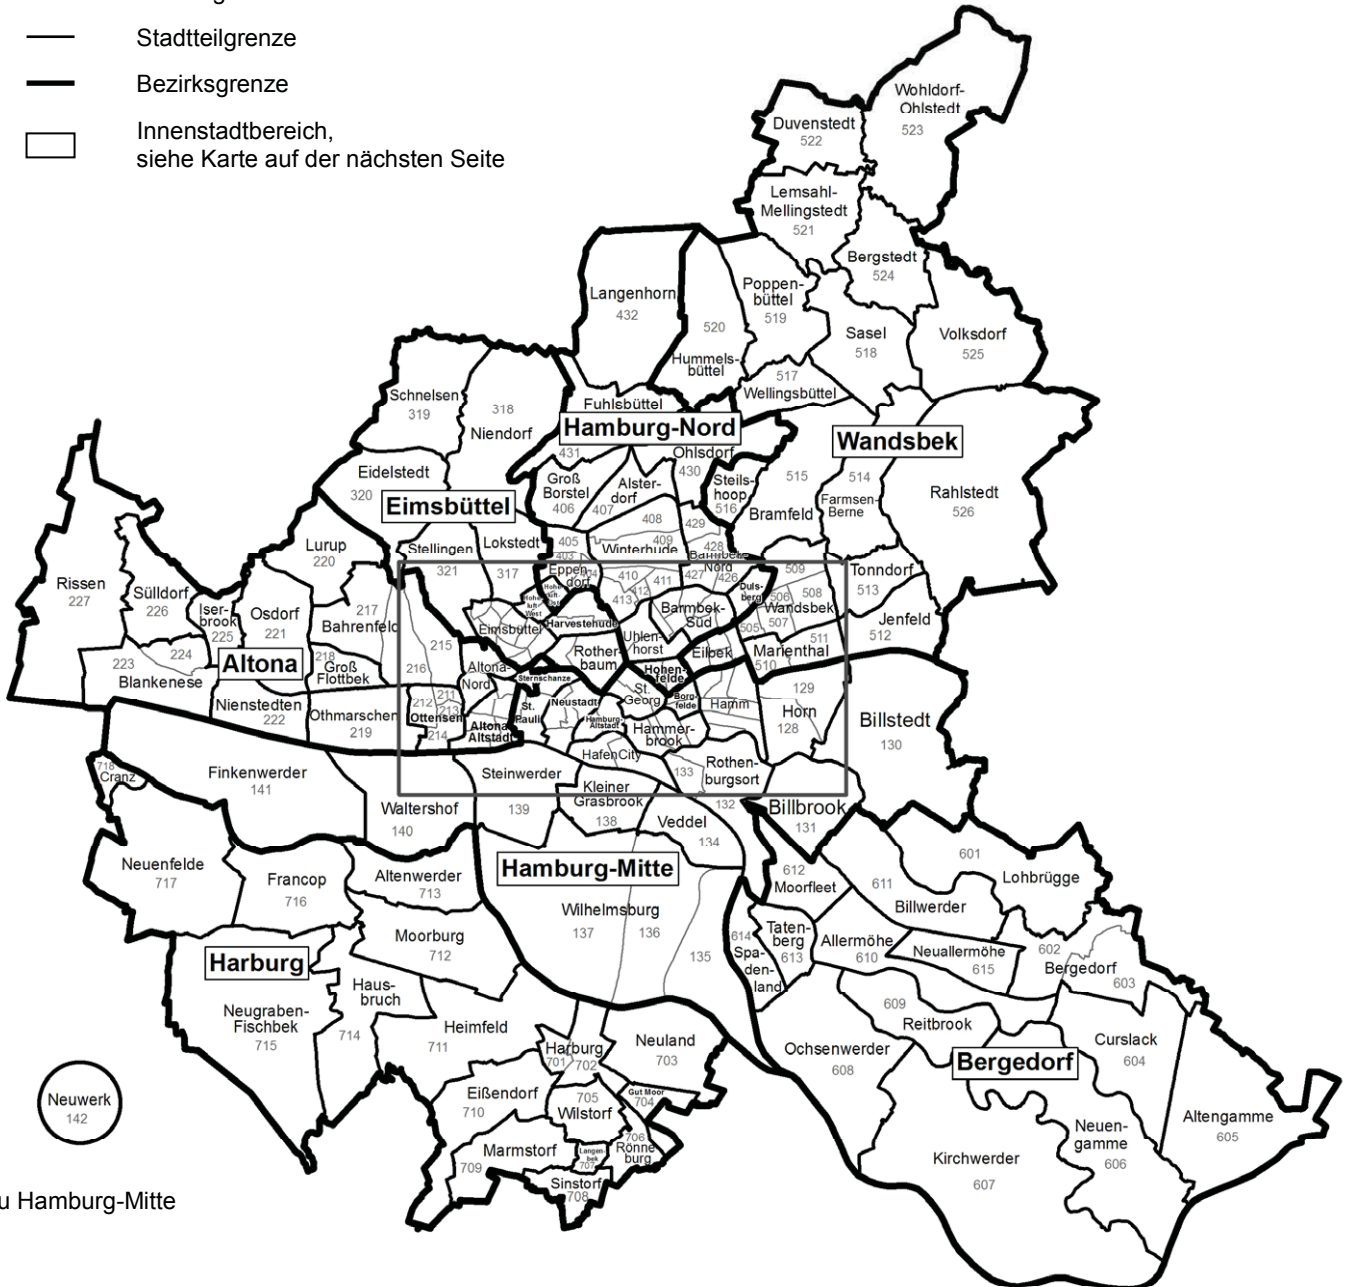 Stadtteilgrenze
Bezirksgrenze
Innenstadtbereich,
siehe Karte auf der nächsten Seite
Wohldorf-
Ohlstedt
523
Duvenstedt
522
Lemsahl-
Mellingstedt
521
Bergstedt
524
Langenhorn
432
Poppen-
büttel
519
520
Hummels-
büttel
Sasel
518
Volksdorf
525
517
Wellingsbüttel
Schnelsen
319
318
Niendorf
Fuhlsbüttel
Hamburg-Nord
431
Ohlsdorf
430
Wandsbek
Eidelstedt
320
Eimsbüttel
Groß
Borstel
406
Alster-
dorf
407
Steils-
hoop
516
515
Bramfeld
514
Farmsen-
Berne
Rahlstedt
526
408
409
Winterhude
429
428
Barmbek-
Nord
427
426
405
403
Eppen-
dorf
404
410
411
412
413
Lurup
220
Stellingen
321
Lokstedt
317
Hohe
luft
West
Hohe
luft-
Ost
Duls-
berg
509
508
506
Wandsbek
507
505
Tonndorf
513
Jenfeld
512
511
Marienthal
510
Rissen
227
Sülldorf
226
Iser-
brook
225
Osdorf
221
217
Bahrenfeld
215
216
Eimsbüttel
Harvestehude
Barmbek-
Süd
Uhlen-
horst
Eilbek
Rother-
baum
Hohen-
felde
223
224
Blankenese
Altona
218
Groß
Flottbek
Altona-
Nord
Sternschanze
Nienstedten
222
Othmarschen
219
211
212
213
Ottensen
214
Altona
Altstadt
St.
Pauli
Neustadt
Hamburg-
Altstadt
St.
Georg
Borg-
felde
Hamm
Hammer-
brook
129
Horn
128
Billstedt
130
HafenCity
133
Rothen-
burgsort
132
718
Cranz
Finkenwerder
141
Waltershof
140
Steinwerder
139
Kleiner
Grasbrook
138
Veddel
134
Billbrook
131
Hamburg-Mitte
Wilhelmsburg
137
136
135
Neuenfelde
717
Francop
716
Altenwerder
713
Moorburg
712
Harburg
Haus-
bruch
714
Neugraben-
Fischbek
715
Heimfeld
711
Harburg
701
702
Neuland
703
Eißendorf
710
705
Wilstorf
Gut Moor
704
706
Rönne
burg
Marmstorf
709
Langen-
bek
707
Sinstorf
708
612
Moorfleet
611
Billwerder
601
Lohbrügge
614
Spa-
den-
land
Taten-
berg
613
Allermöhe
610
Neuallermöhe
615
602
Bergedorf
603
609
Reitbrook
Ochsenwerder
608
Bergedorf
Curslack
604
Altengamme
605
Neuen-
gamme
606
Kirchwerder
607
Neuwerk
142
u Hamburg-Mitte